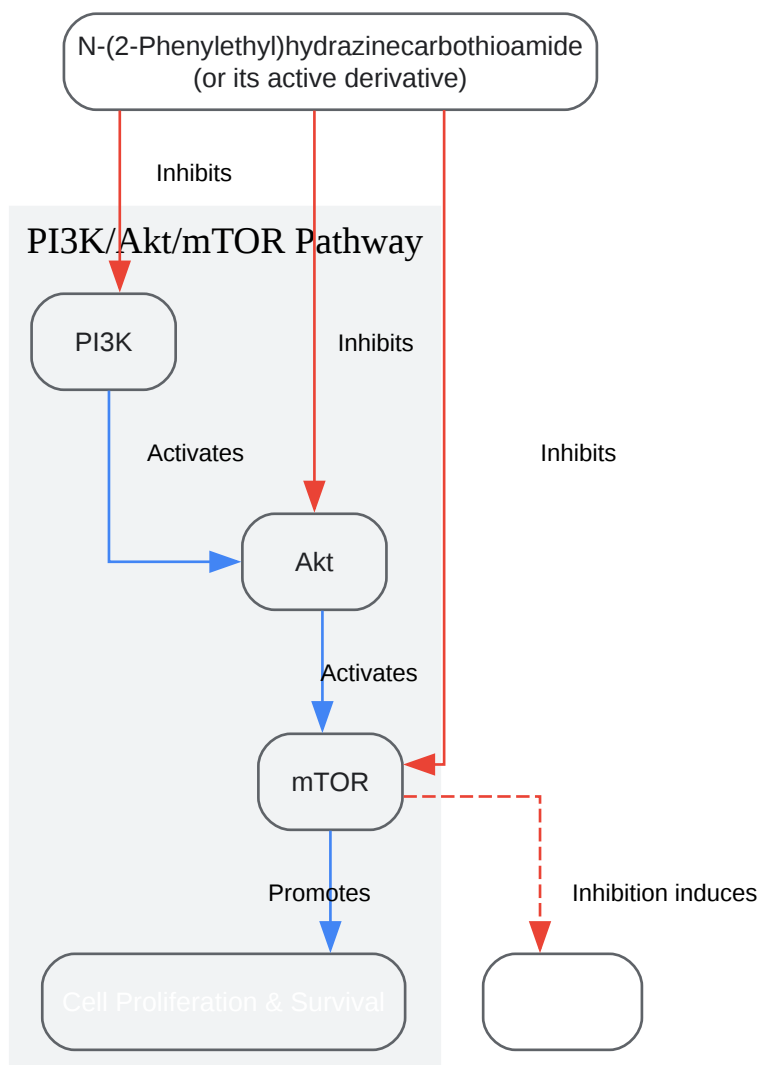 N-(2-Phenylethyl)hydrazinecarbothioamide
(or its active derivative)
Inhibits
PI3K/Akt/mTOR Pathway
PI3K
Inhibits
Activates
Inhibits
Akt
Activates
mTOR
Promotes
Inhibition induces
Cell Proliferation & Survival